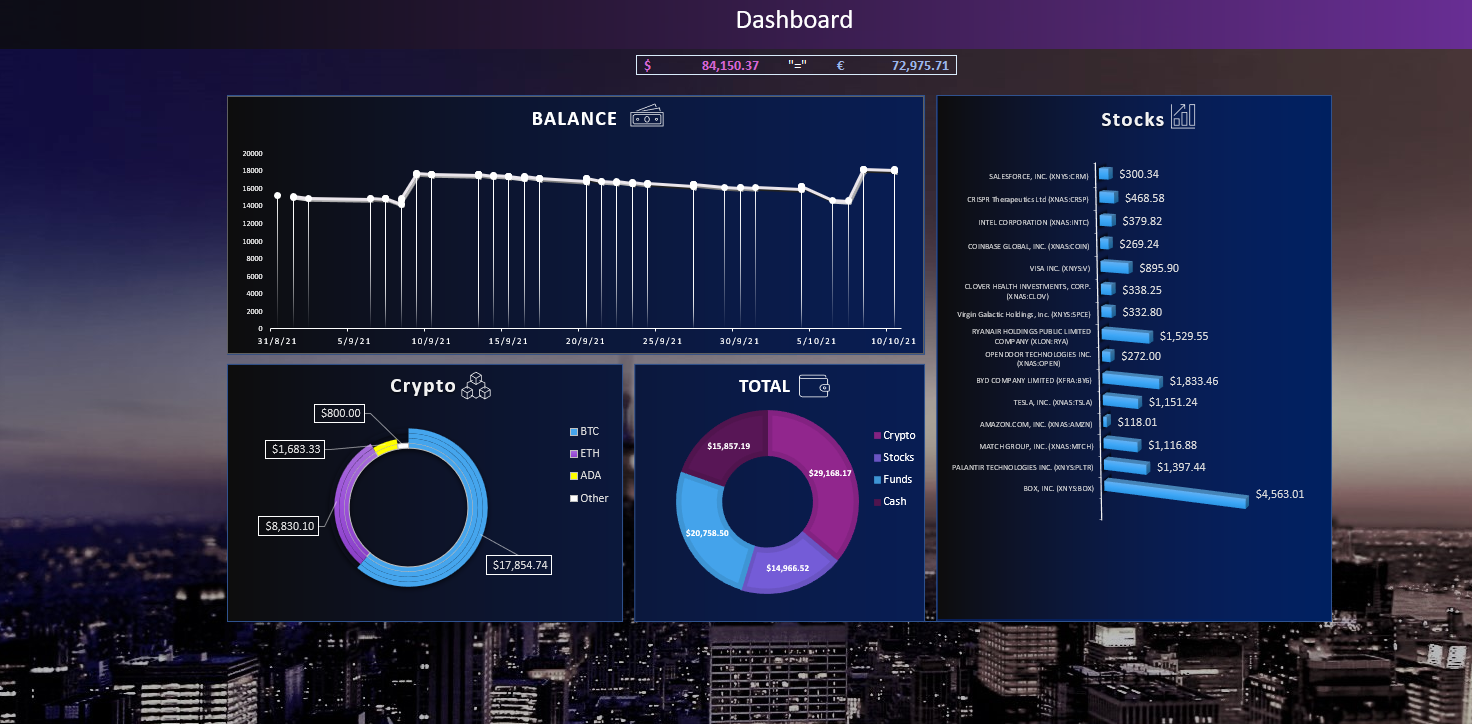 Dashboard
$ 84,150.37 "=" € 72,975.71
BALANCE
20000
18000
16000
14000
12000
10000
8000
6000
4000
2000
0
31/8/21 5/9/21 10/9/21 15/9/21 20/9/21 25/9/21 30/9/21 5/10/21 10/10/21
Crypto
$800.00
$1,683.33
$8,830.10
$17,854.74
BTC
ETH
ADA
Other
TOTAL
$15,857.19
$29,168.17
$20,758.50
$14,966.52
Crypto
Stocks
Funds
Cash
Stocks
SALESFORCE, INC. (XNYS:CRM) $300.34
CRISPR Therapeutics Ltd (XNAS:CRSP) $468.58
INTEL CORPORATION (XNAS:INTC) $379.82
COINBASE GLOBAL, INC. (XNAS:COIN) $269.24
VISA INC. (XNYS:V) $895.90
CLOVER HEALTH INVESTMENTS, CORP.
(XNAS:CLOV) $338.25
Virgin Galactic Holdings, Inc. (XNYS:SPCE) $332.80
RYANAIR HOLDINGS PUBLIC LIMITED
COMPANY (XLON:RYA) $1,529.55
OPENDOOR TECHNOLOGIES INC.
(XNAS:OPEN) $272.00
BYD COMPANY LIMITED (XFRA:BY6) $1,833.46
TESLA, INC. (XNAS:TSLA) $1,151.24
AMAZON.COM, INC. (XNAS:AMZN) $118.01
MATCH GROUP, INC. (XNAS:MTCH) $1,116.88
PALANTIR TECHNOLOGIES INC. (XNYS:PLTR) $1,397.44
BOX, INC. (XNYS:BOX) $4,563.01